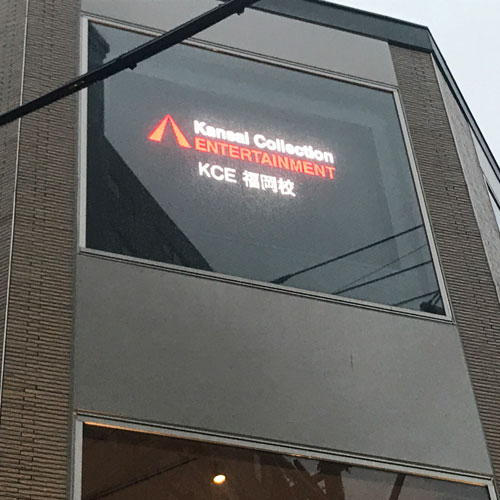 Kansai Collection
ENTERTAINMENT
KCE 福岡校